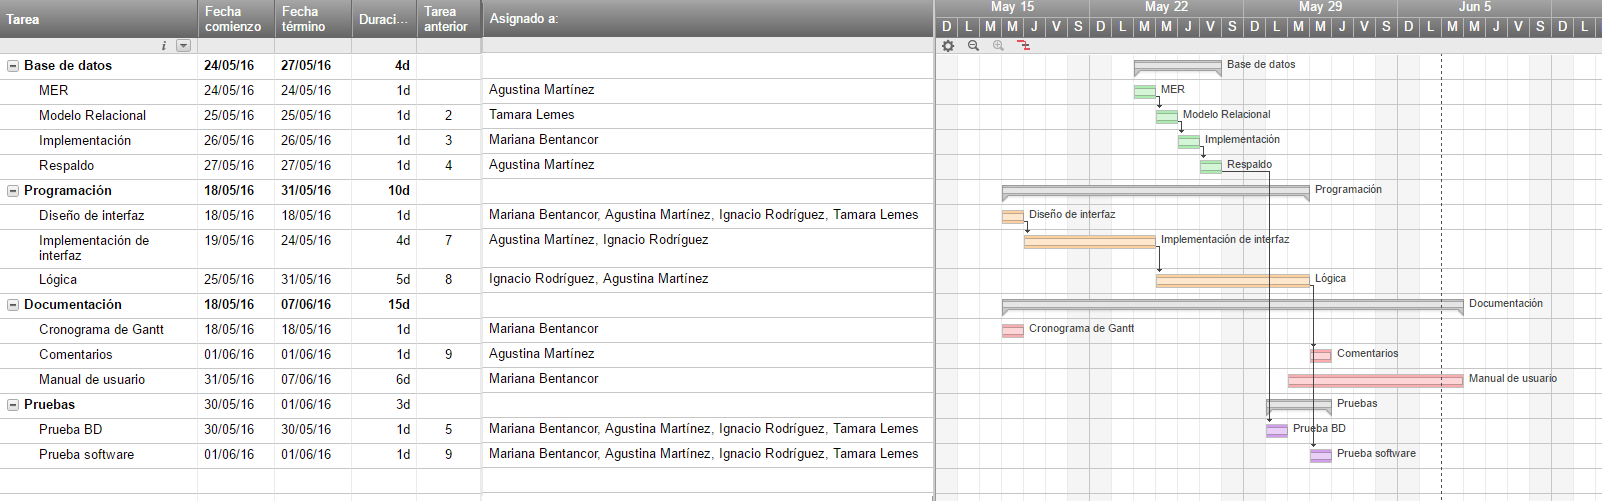 Tarea Fecha comienzo Fecha término Duraci... Tarea anterior Asignado a: May 15 May 22 May 29 Jun 5
D L M M J V S D L M M J V S D L M M J V S D L M M J V S D L
i
Base de datos 24/05/16 27/05/16 4d Base de datos
MER 24/05/16 24/05/16 1d Agustina Martínez MER
Modelo Relacional 25/05/16 25/05/16 1d 2 Tamara Lemes Modelo Relacional
Implementación 26/05/16 26/05/16 1d 3 Mariana Bentancor Implementación
Respaldo 27/05/16 27/05/16 1d 4 Agustina Martínez Respaldo
Programación 18/05/16 31/05/16 10d Programación
Diseño de interfaz 18/05/16 18/05/16 1d Mariana Bentancor, Agustina Martínez, Ignacio Rodríguez, Tamara Lemes Diseño de interfaz
Implementación de interfaz 19/05/16 24/05/16 4d 7 Agustina Martínez, Ignacio Rodríguez Implementación de interfaz
Lógica 25/05/16 31/05/16 5d 8 Ignacio Rodríguez, Agustina Martínez Lógica
Documentación 18/05/16 07/06/16 15d Documentación
Cronograma de Gantt 18/05/16 18/05/16 1d Mariana Bentancor Cronograma de Gantt
Comentarios 01/06/16 01/06/16 1d 9 Agustina Martínez Comentarios
Manual de usuario 31/05/16 07/06/16 6d Mariana Bentancor Manual de usuario
Pruebas 30/05/16 01/06/16 3d Pruebas
Prueba BD 30/05/16 30/05/16 1d 5 Mariana Bentancor, Agustina Martínez, Ignacio Rodríguez, Tamara Lemes Prueba BD
Prueba software 01/06/16 01/06/16 1d 9 Mariana Bentancor, Agustina Martínez, Ignacio Rodríguez, Tamara Lemes Prueba software